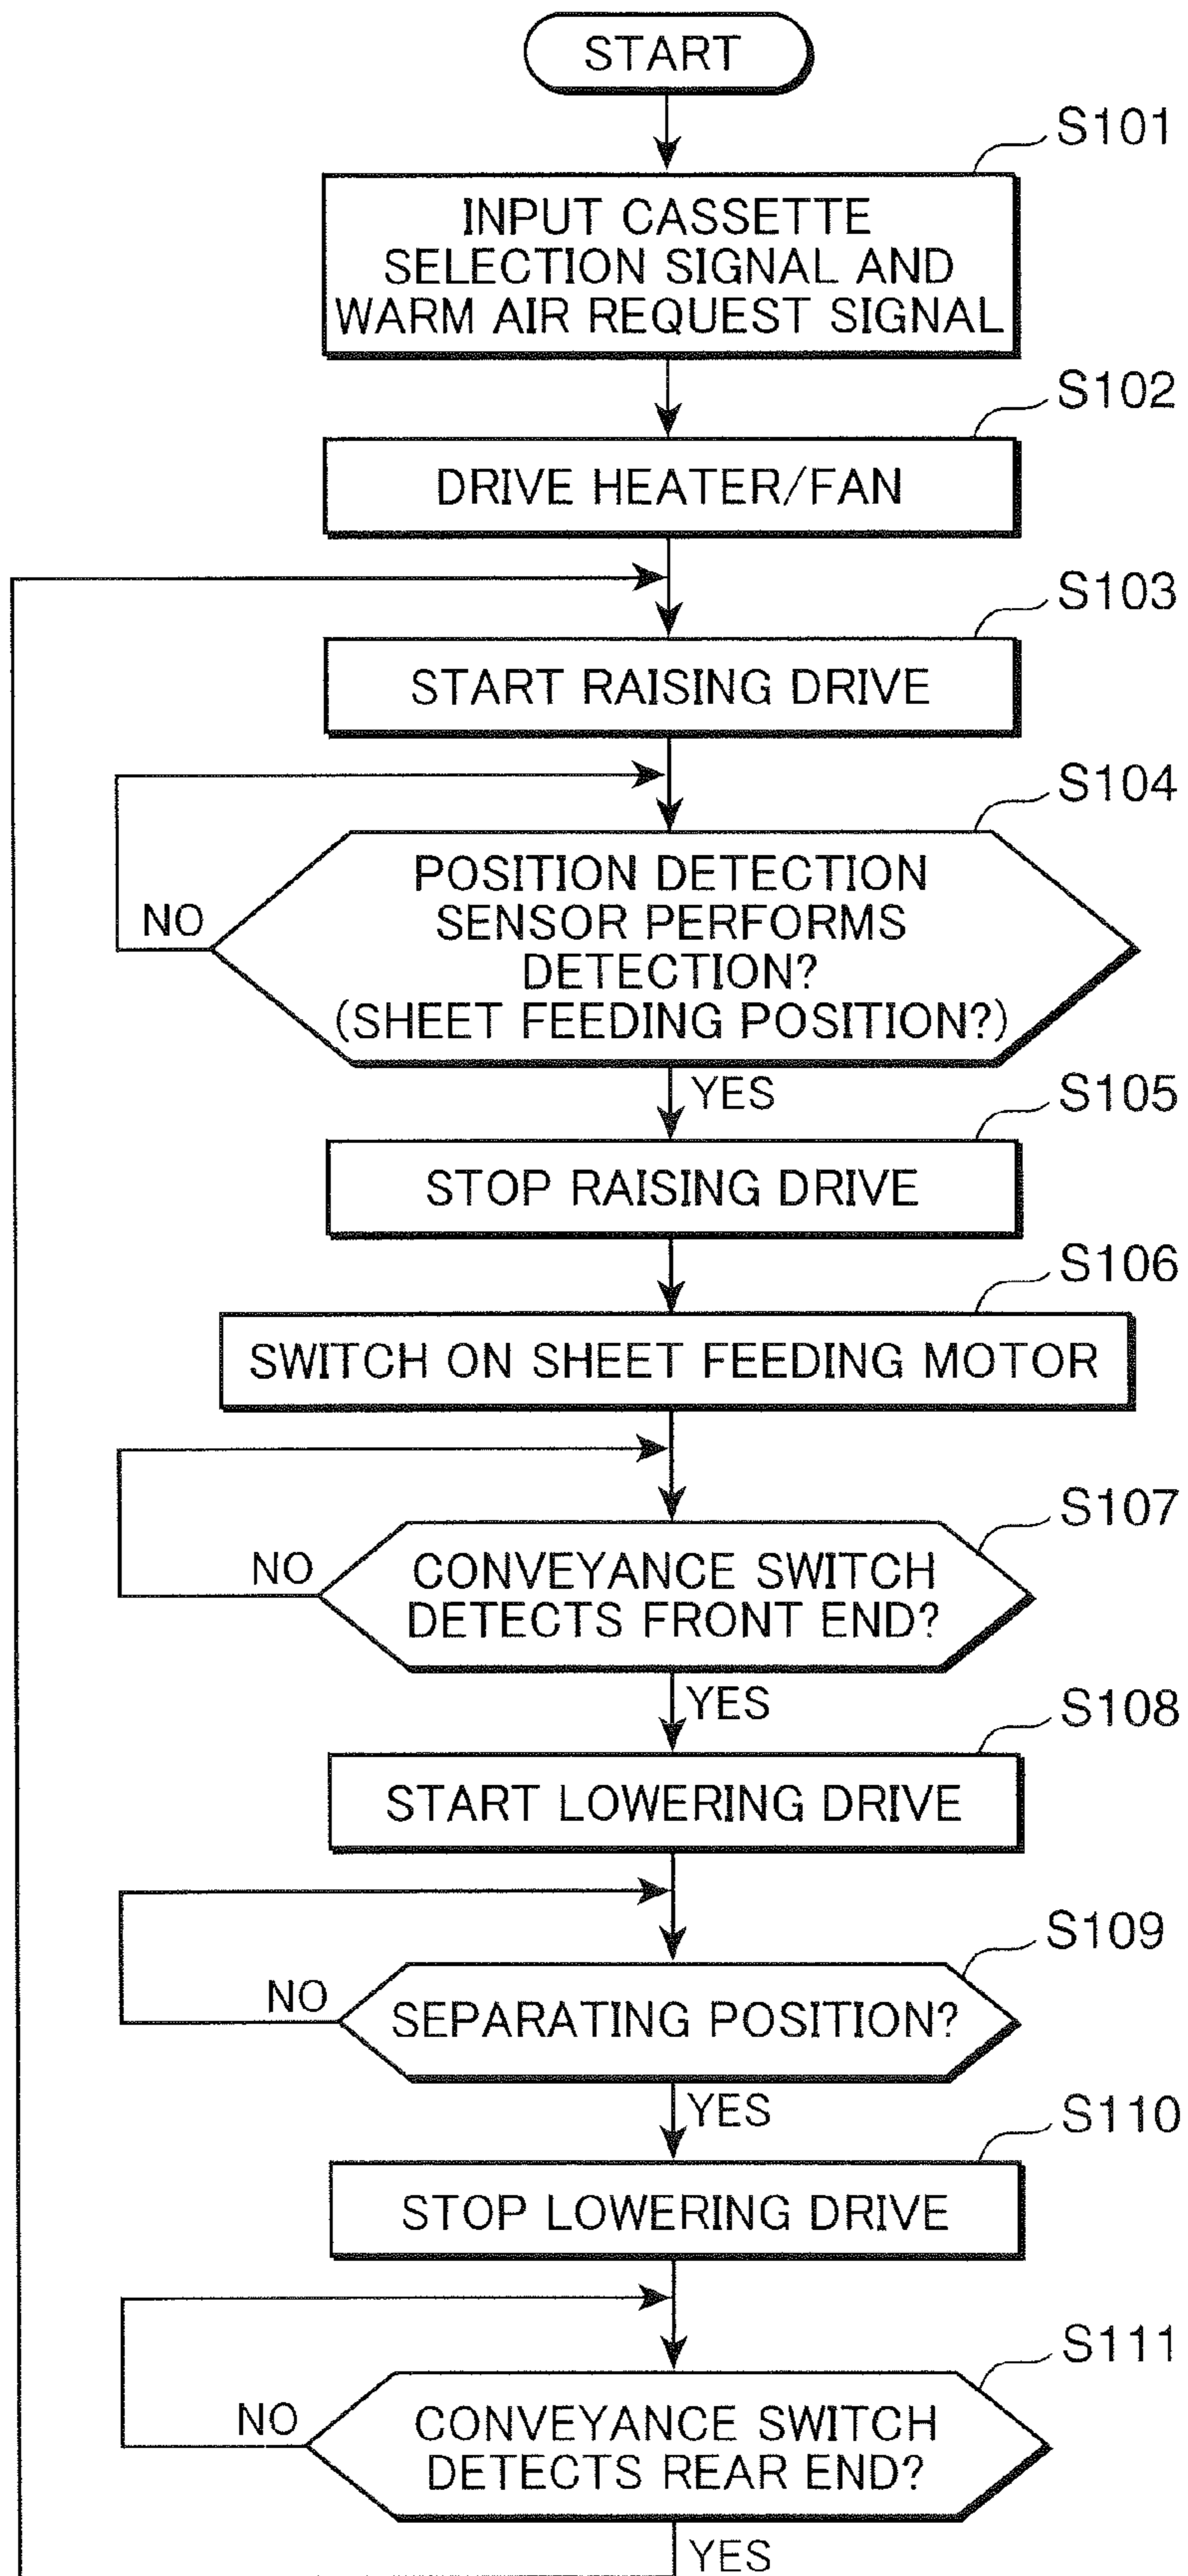 START
S101
INPUT CASSETTE
SELECTION SIGNAL AND
WARM AIR REQUEST SIGNAL
S102
DRIVE HEATER/FAN
S103
START RAISING DRIVE
S104
POSITION DETECTION
SENSOR PERFORMS
DETECTION?
(SHEET FEEDING POSITION?)
NO
YES
S105
STOP RAISING DRIVE
S106
SWITCH ON SHEET FEEDING MOTOR
S107
CONVEYANCE SWITCH
DETECTS FRONT END?
NO
YES
S108
START LOWERING DRIVE
S109
SEPARATING POSITION?
NO
YES
S110
STOP LOWERING DRIVE
S111
CONVEYANCE SWITCH
DETECTS REAR END?
NO
YES